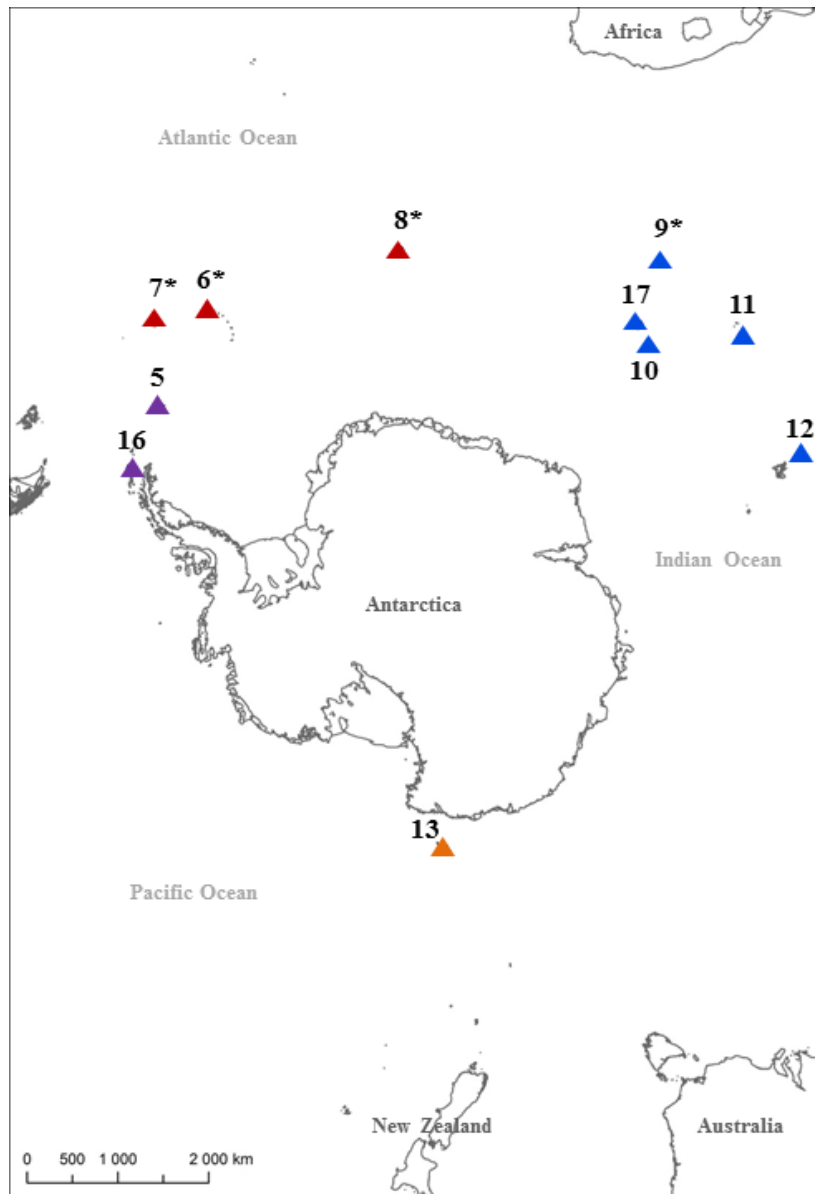 Africa
Atlantic Ocean
8*
9*
7*
6*
17
11
10
5
16
12
Indian Ocean
Antarctica
13
Pacific Ocean
New Zealand
Australia
0 500 1 000 2 000 km